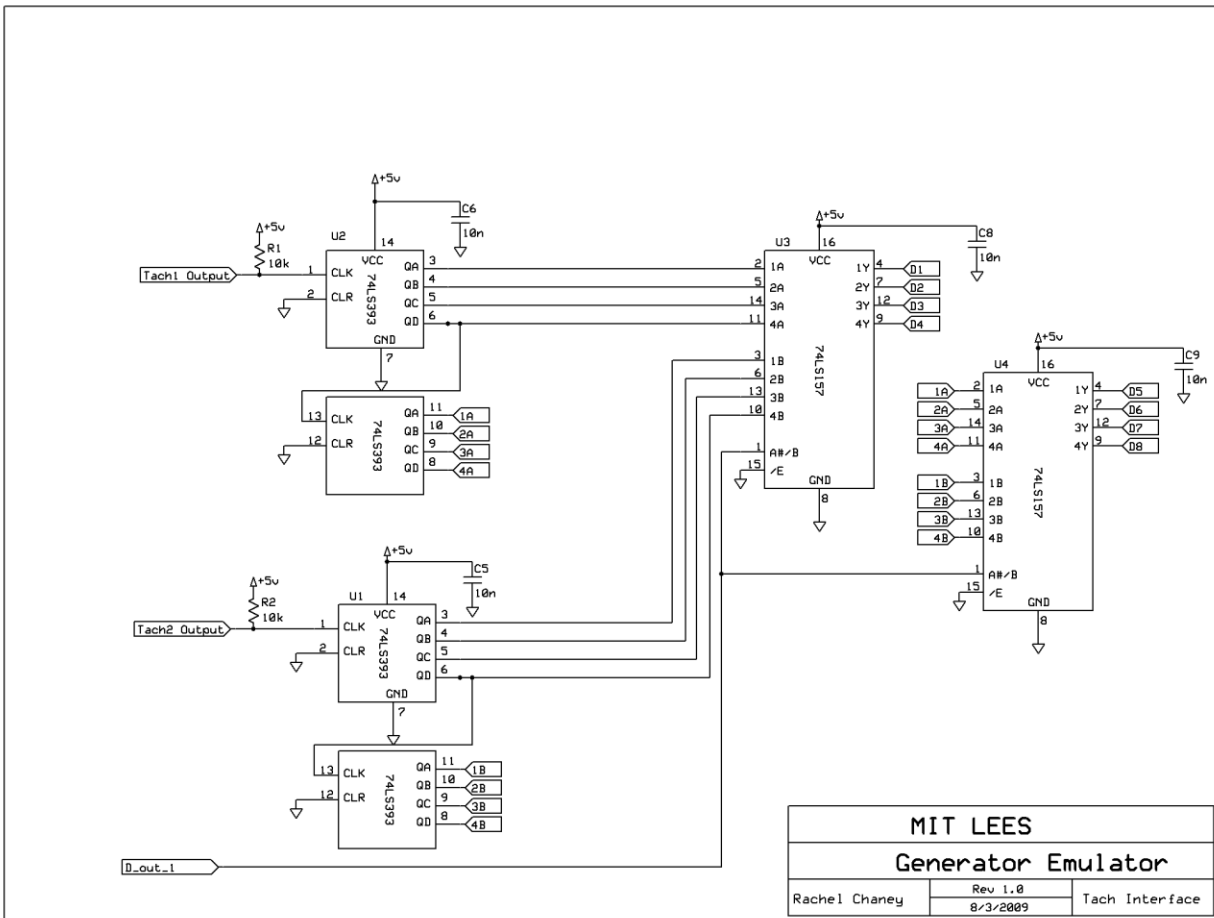 +5v
C6
10n
U2
14
VCC
+5v
R1
10k
Tach1 Output
1
CLK
2
CLR
74LS393
QA
3
QB
4
QC
5
QD
6
GND
7
13
CLK
12
CLR
74LS393
QA
11
1A
QB
10
2A
QC
9
3A
QD
8
4A
+5v
C8
10n
U3
16
VCC
2
1A
5
2A
14
3A
11
4A
3
1B
6
2B
13
3B
10
4B
1
A#/B
15
/E
74LS157
1Y
4
D1
2Y
7
D2
3Y
12
D3
4Y
9
D4
GND
8
+5v
C9
10n
U4
16
VCC
1A
2
1A
2A
5
2A
3A
14
3A
4A
11
4A
1B
3
1B
2B
6
2B
3B
13
3B
4B
10
4B
1
A#/B
15
/E
74LS157
1Y
4
D5
2Y
7
D6
3Y
12
D7
4Y
9
D8
GND
8
+5v
C5
10n
U1
14
VCC
+5v
R2
10k
Tach2 Output
1
CLK
2
CLR
74LS393
QA
3
QB
4
QC
5
QD
6
GND
7
13
CLK
12
CLR
74LS393
QA
11
1B
QB
10
2B
QC
9
3B
QD
8
4B
D_out_1
MIT LEES
Generator Emulator
Rachel Chaney
Rev 1.0
8/3/2009
Tach Interface